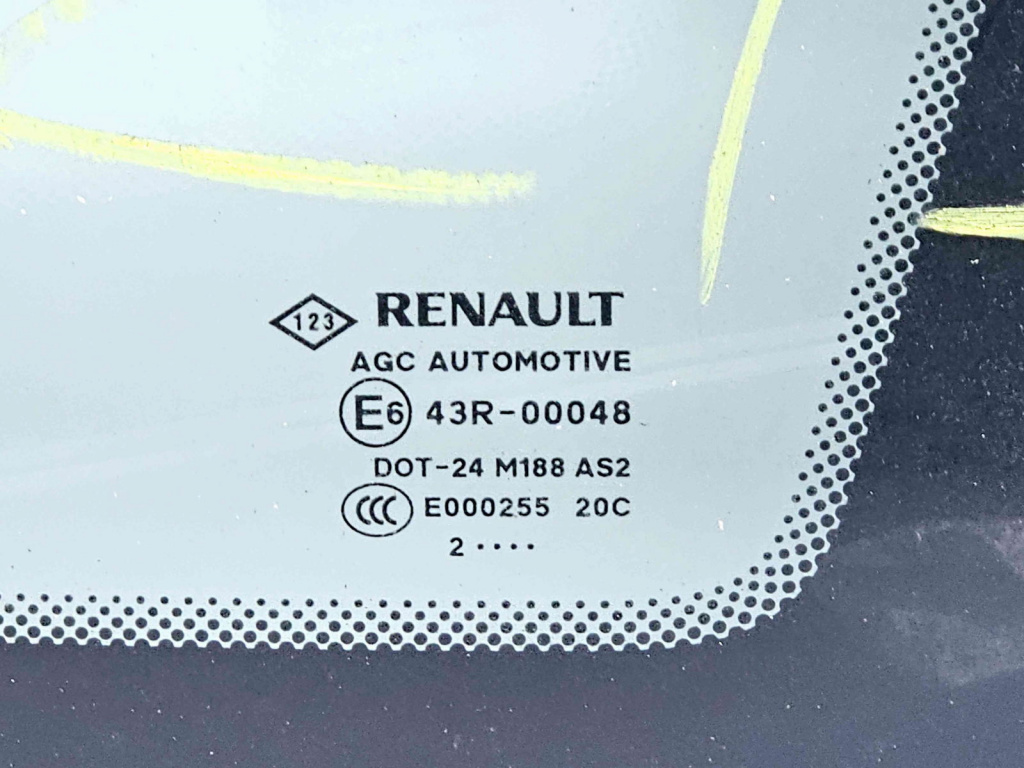 123 RENAULT
AGC AUTOMOTIVE
E6 43R-00048
DOT-24 M188 AS2
CCC E000255 20C
2 ····